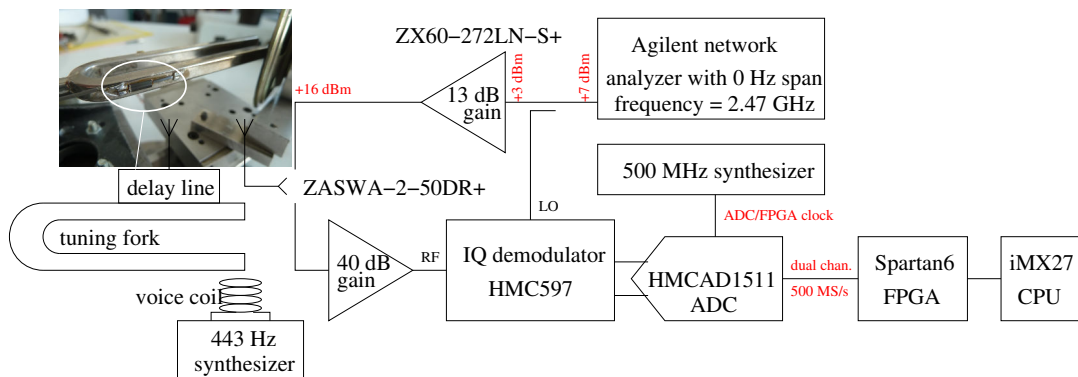 ZX60-272LN-S+
Agilent network
analyzer with 0 Hz span
frequency = 2.47 GHz
+16 dBm
13 dB
gain
+3 dBm
+7 dBm
500 MHz synthesizer
delay line
ZASWA-2-50DR+
LO
ADC/FPGA clock
tuning fork
40 dB
gain
RF
IQ demodulator
HMC597
HMCAD1511
ADC
dual chan.
500 MS/s
Spartan6
FPGA
iMX27
CPU
voice coil
443 Hz
synthesizer